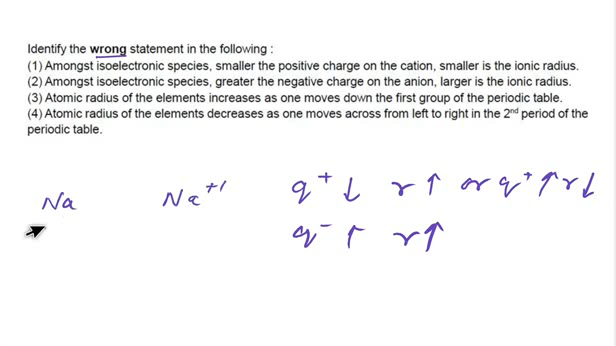 Identify the wrong statement in the following :
(1) Amongst isoelectronic species, smaller the positive charge on the cation, smaller is the ionic radius.
(2) Amongst isoelectronic species, greater the negative charge on the anion, larger is the ionic radius.
(3) Atomic radius of the elements increases as one moves down the first group of the periodic table.
(4) Atomic radius of the elements decreases as one moves across from left to right in the 2nd period of the
periodic table.
Na Na+1 q+ ↓ r ↑ or q+ ↑ r ↓
q- ↑ r ↑